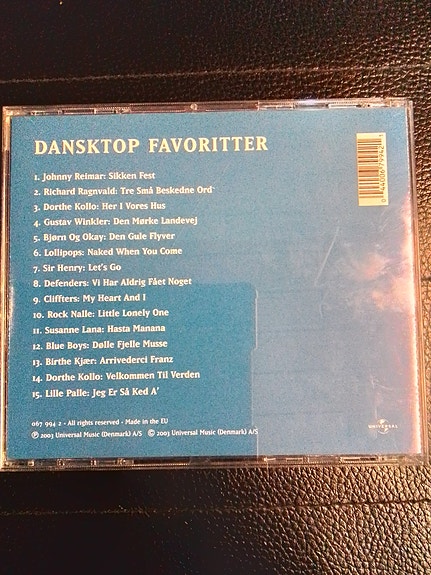 DANSKTOP FAVORITTER
1. Johnny Reimar: Sikken Fest
2. Richard Ragnvald: Tre Små Beskedne Ord
3. Dorthe Kollo: Her I Vores Hus
4. Gustav Winkler: Den Mørke Landevej
5. Bjørn Og Okay: Den Gule Flyver
6. Lollipops: Naked When You Come
7. Sir Henry: Let's Go
8. Defenders: Vi Har Aldrig Fået Noget
9. Cliffters: My Heart And I
10. Rock Nalle: Little Lonely One
11. Susanne Lana: Hasta Manana
12. Blue Boys: Dølle Fjelle Musse
13. Birthe Kjær: Arrivederci Franz
14. Dorthe Kollo: Velkommen Til Verden
15. Lille Palle: Jeg Er Så Ked A'
067 994 2 - All rights reserved - Made in the EU
℗ 2003 Universal Music (Denmark) A/S © 2003 Universal Music (Denmark) A/S
UNIVERSAL
0 44006 79942 1